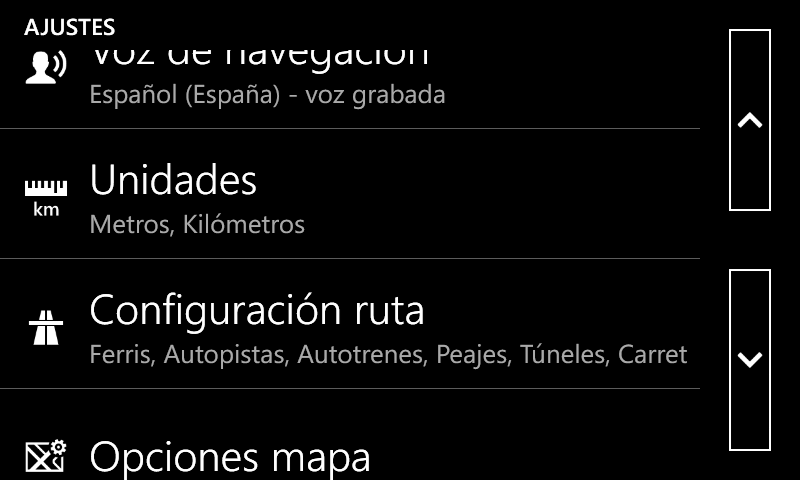 AJUSTES
Voz de navegación
Español (España) - voz grabada
Unidades
km
Metros, Kilómetros
Configuración ruta
Ferris, Autopistas, Autotrenes, Peajes, Túneles, Carret
Opciones mapa